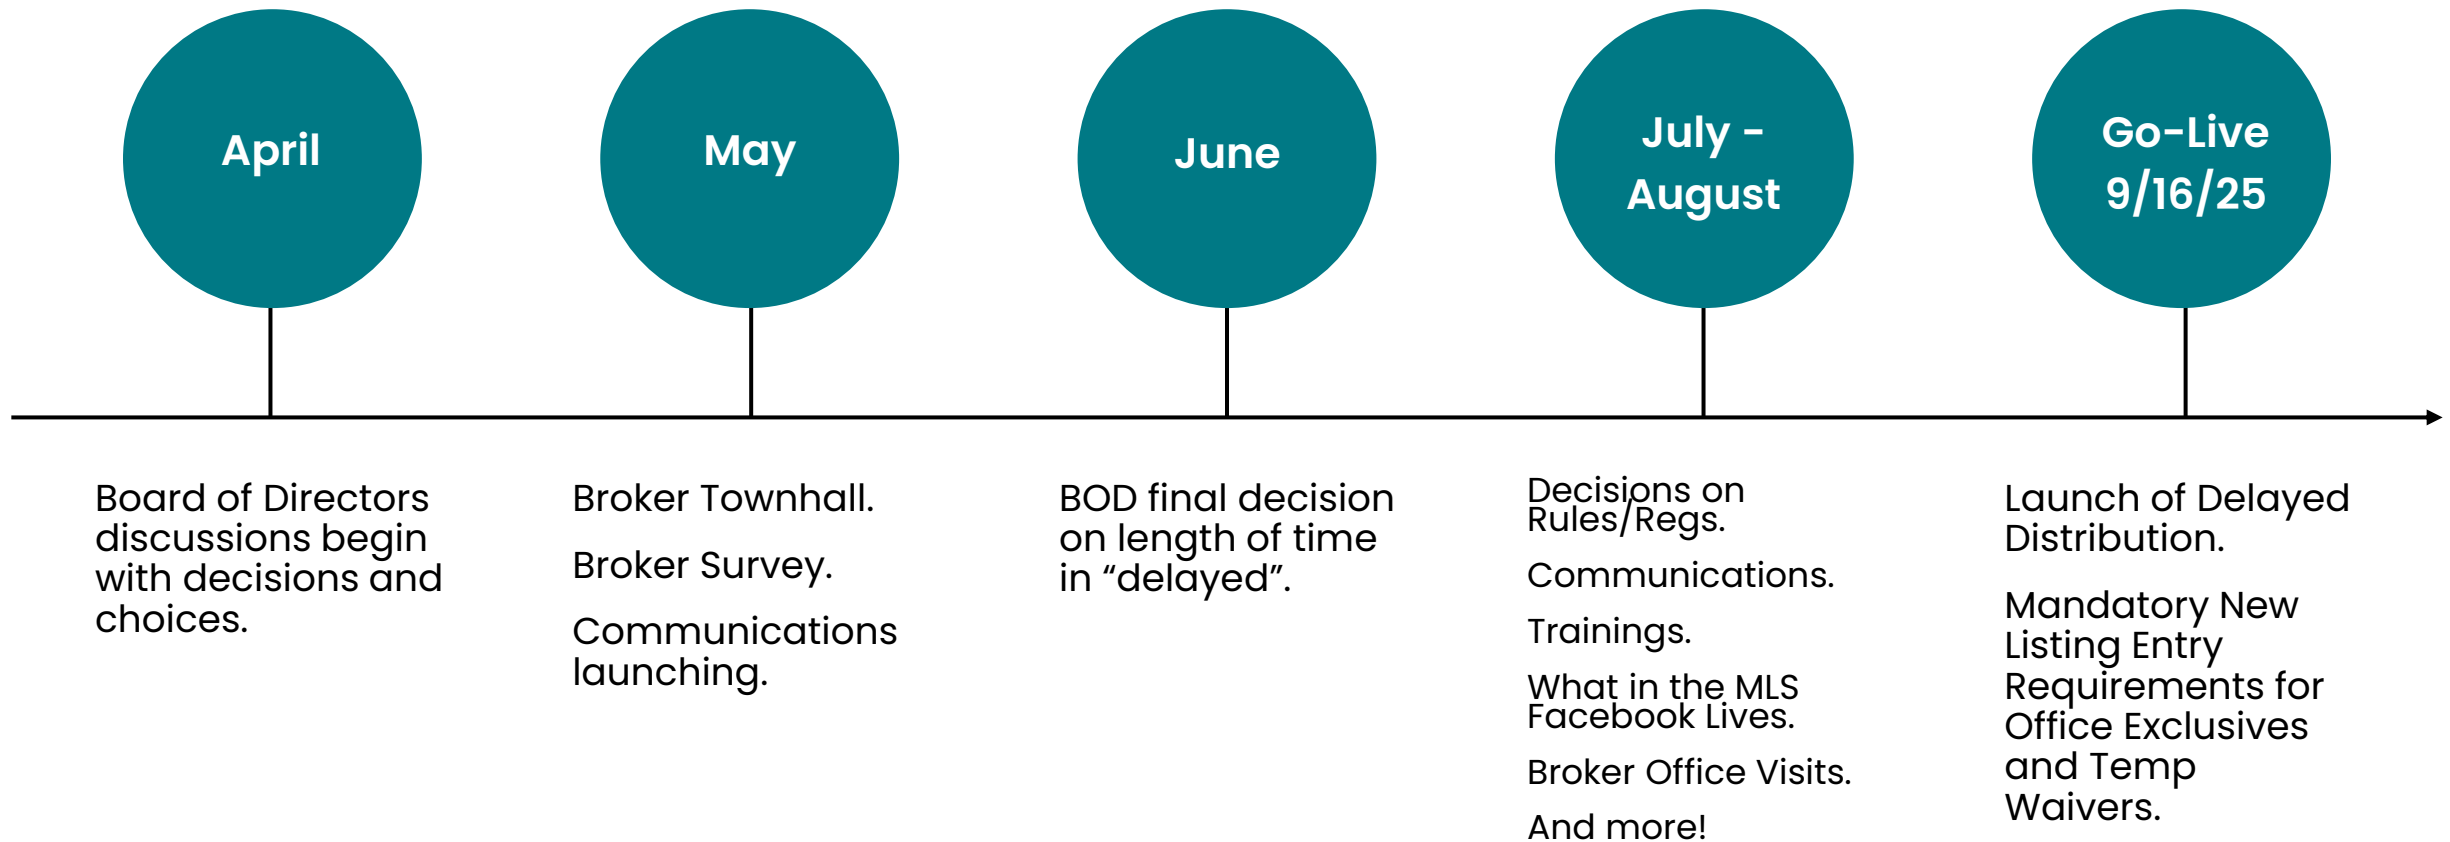 April
May
June
July -
August
Go-Live
9/16/25
Board of Directors
discussions begin
with decisions and
choices.
Broker Townhall.
Broker Survey.
Communications
launching.
BOD final decision
on length of time
in “delayed”.
Decisions on
Rules/Regs.
Communications.
Trainings.
What in the MLS
Facebook Lives.
Broker Office Visits.
And more!
Launch of Delayed
Distribution.
Mandatory New
Listing Entry
Requirements for
Office Exclusives
and Temp
Waivers.